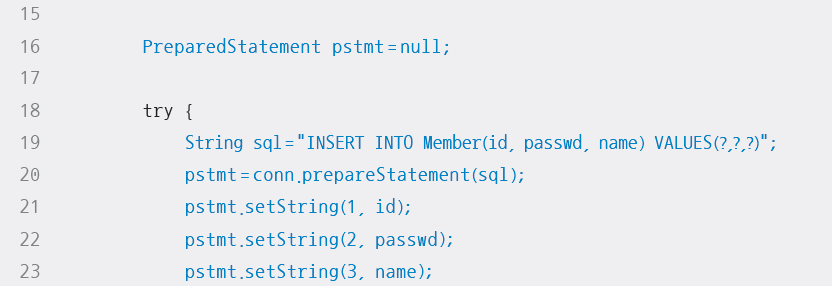 15
16 PreparedStatement pstmt=null;
17
18 try {
19 String sql="INSERT INTO Member(id, passwd, name) VALUES(?,?,?)";
20 pstmt=conn.prepareStatement(sql);
21 pstmt.setString(1, id);
22 pstmt.setString(2, passwd);
23 pstmt.setString(3, name);